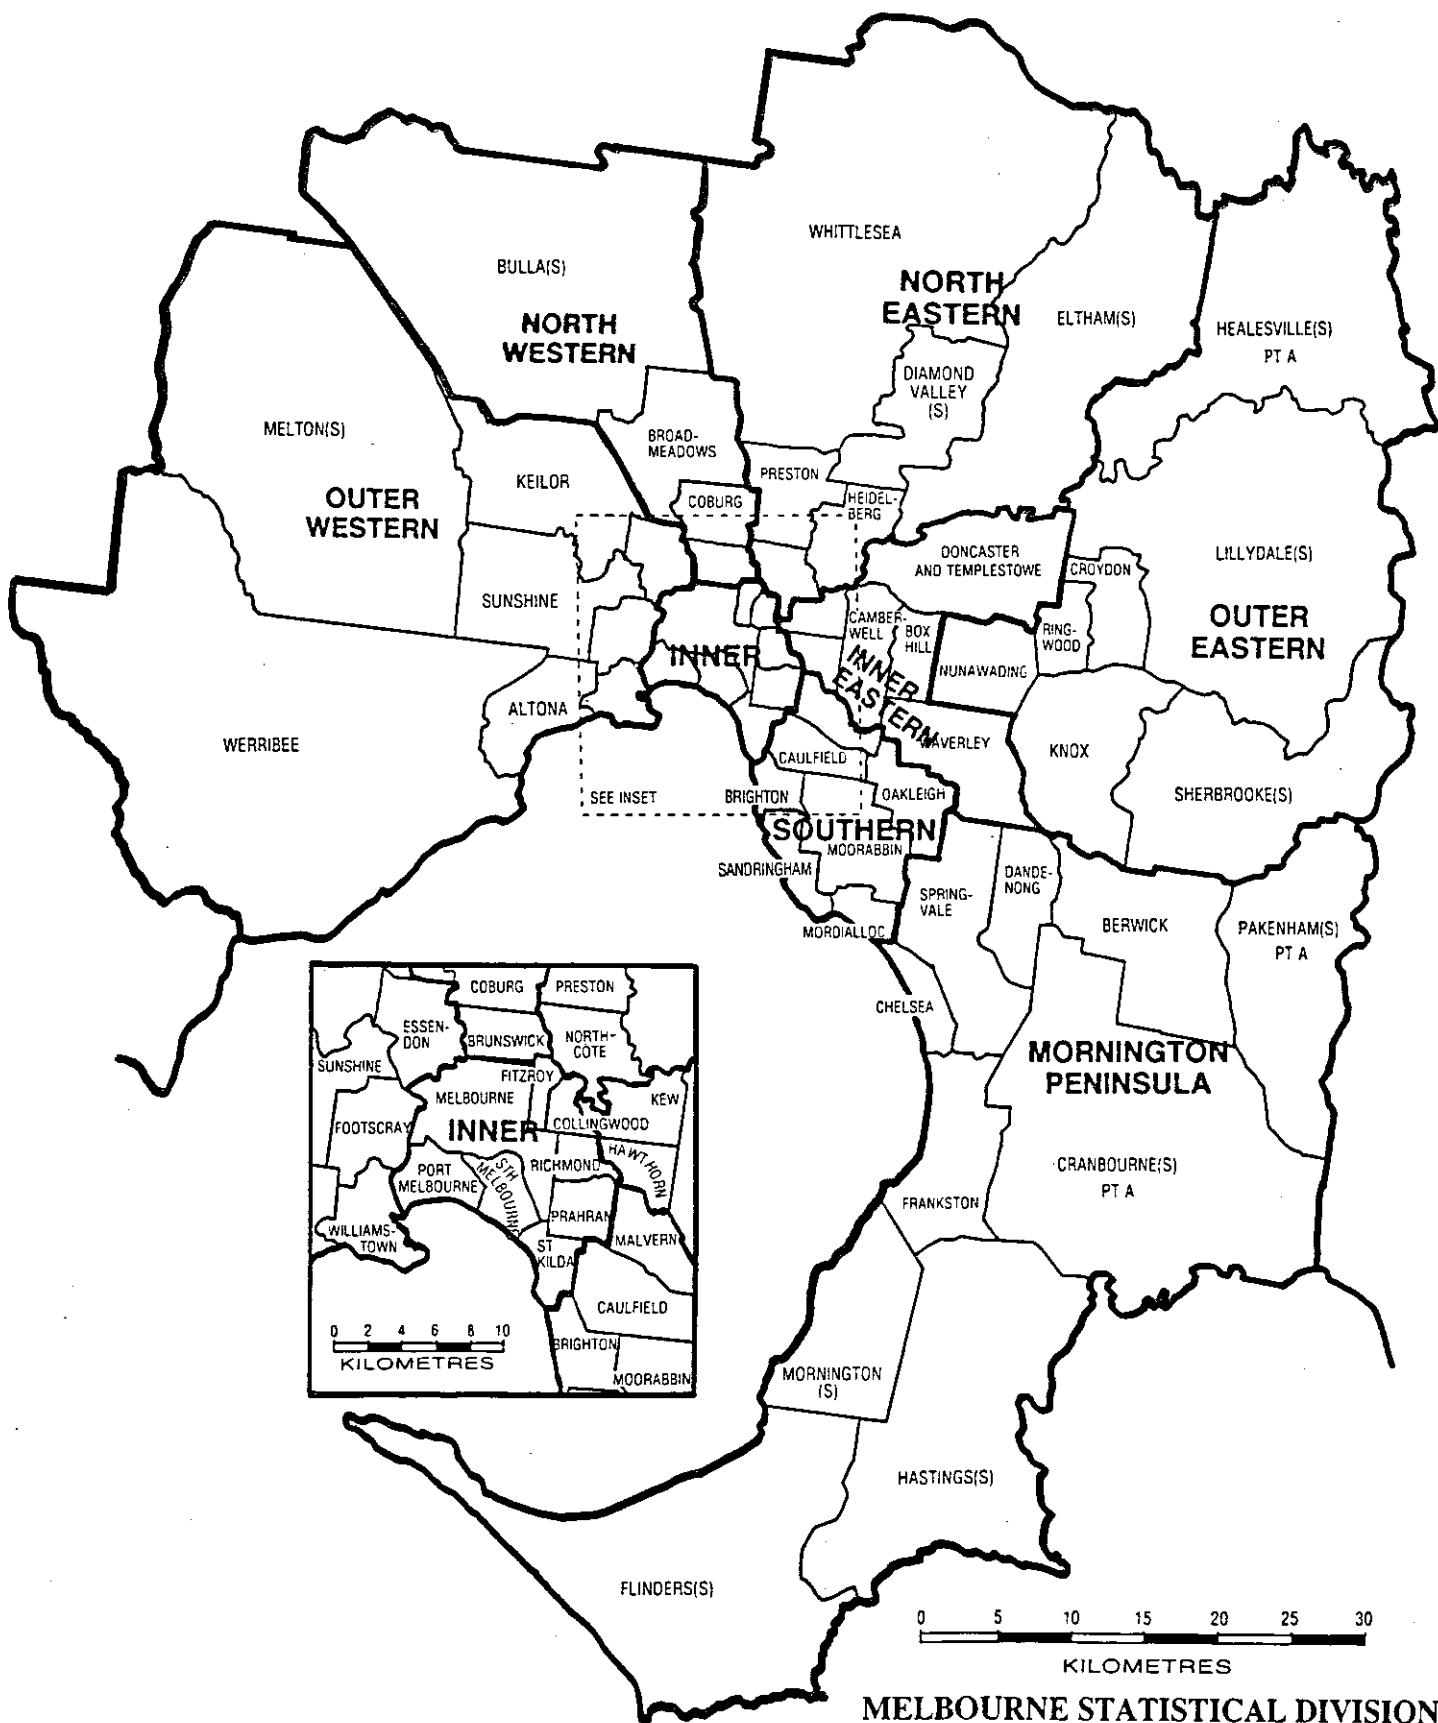 WHITTLESEA
BULLA(S)
NORTH
EASTERN
ELTHAM(S)
NORTH
WESTERN
HEALESVILLE(S)
PT A
DIAMOND
VALLEY
(S)
MELTON(S)
BROAD-
MEADOWS
PRESTON
KEILOR
OUTER
WESTERN
COBURG
HEIDEL-
BERG
DONCASTER
AND TEMPLESTOWE
CROYDON
LILLYDALE(S)
SUNSHINE
CAMBER-
WELL
BOX
HILL
RING-
WOOD
OUTER
EASTERN
INNER
INNER
EASTERN
NUNAWADING
ALTONA
WERRIBEE
WAVERLEY
KNOX
CAULFIELD
SEE INSET
BRIGHTON
OAKLEIGH
SHERBROOKE(S)
SOUTHERN
MOORABBIN
SANDRINGHAM
SPRING-
VALE
DANDE-
NONG
BERWICK
PAKENHAM(S)
PT A
MORDIALLOC
CHELSEA
MORNINGTON
PENINSULA
CRANBOURNE(S)
PT A
FRANKSTON
MORNINGTON
(S)
HASTINGS(S)
FLINDERS(S)
COBURG
PRESTON
ESSEN-
DON
BRUNSWICK
NORTH-
COTE
SUNSHINE
FITZROY
MELBOURNE
KEW
FOOTSCRAY
INNER
COLLINGWOOD
PORT
MELBOURNE
STH
MELBOURNE
RICHMOND
HAWTHORN
PRAHRAN
WILLIAMS-
TOWN
ST
KILDA
MALVERN
CAULFIELD
BRIGHTON
MOORABBIN
0 2 4 6 8 10
KILOMETRES
0 5 10 15 20 25 30
KILOMETRES
MELBOURNE STATISTICAL DIVISION